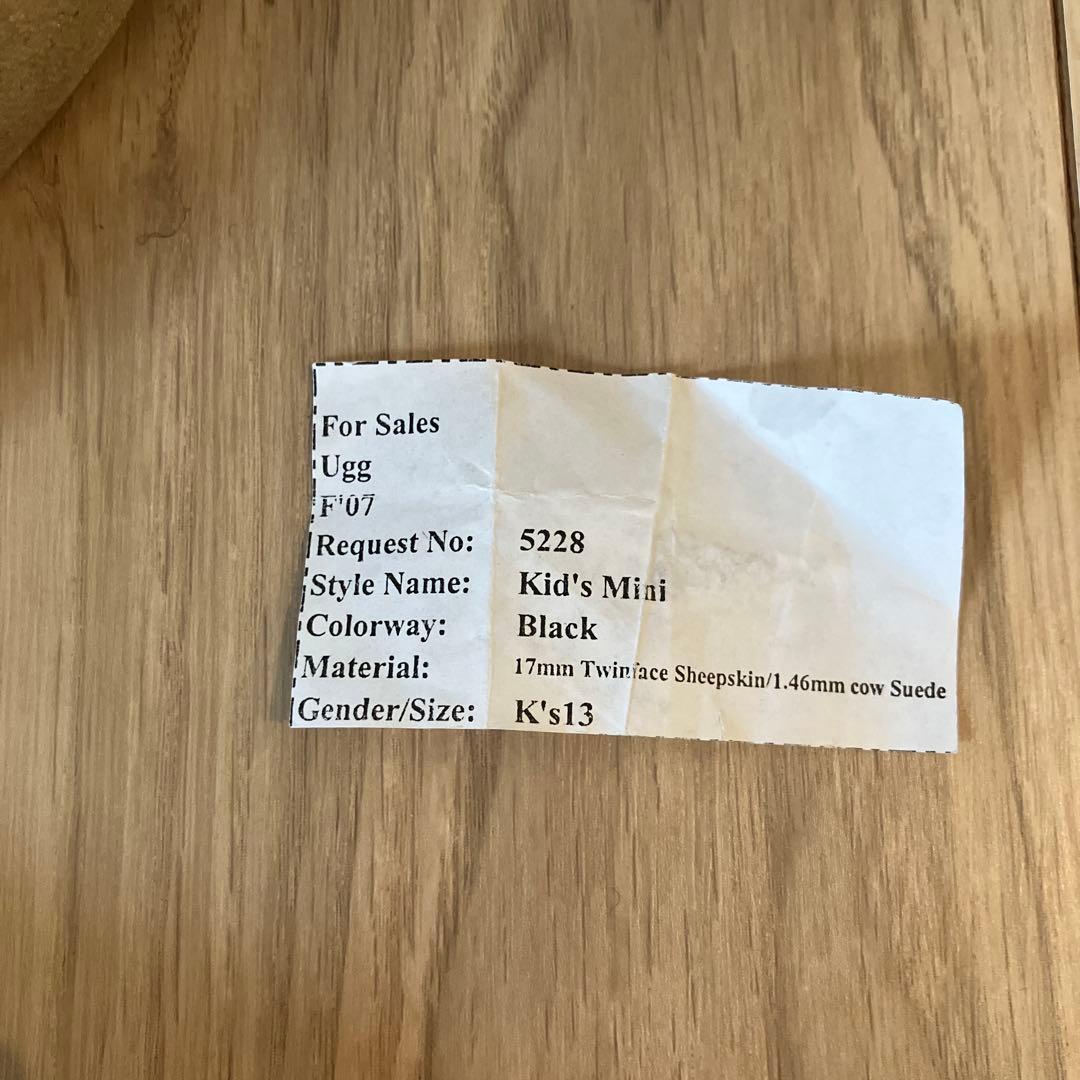 For Sales
Ugg
F'07
Request No: 5228
Style Name: Kid's Mini
Colorway: Black
Material: 17mm Twinface Sheepskin/1.46mm cow Suede
Gender/Size: K's13